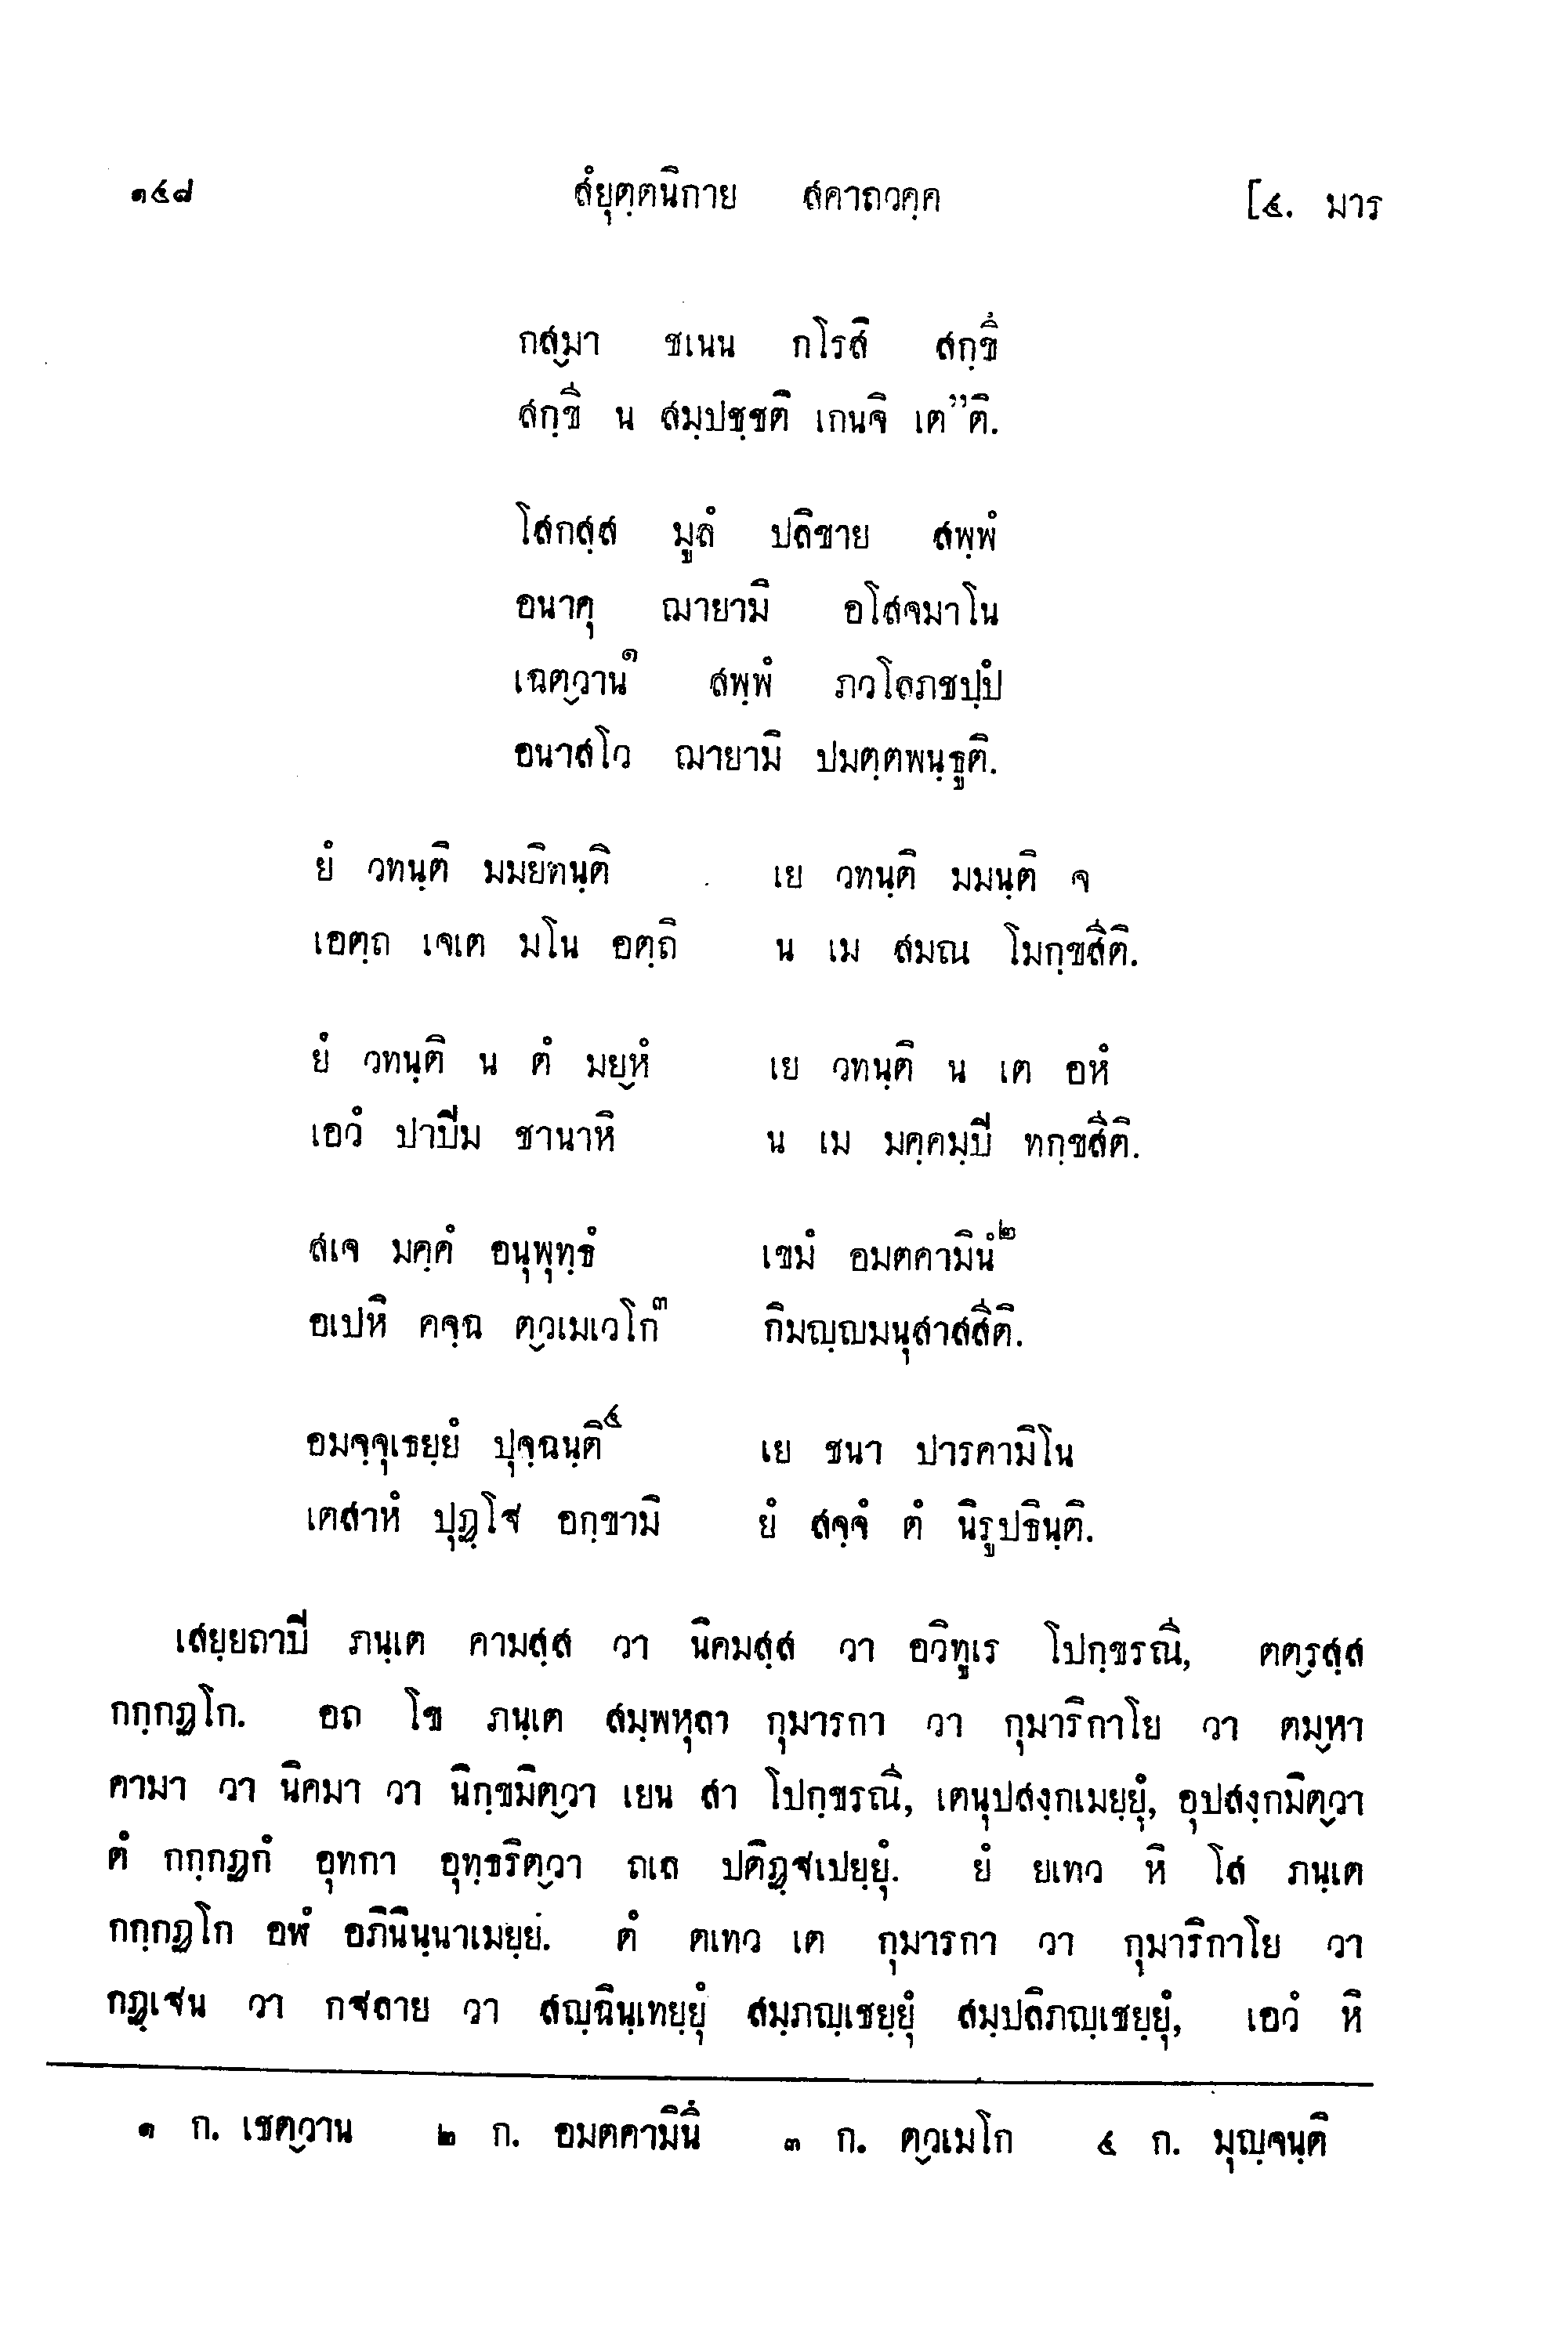 ๑๔๘ สํยุตฺตนิกาย สคาถวคฺค [๔. มาร
กสฺมา ชเนน กโรสิ สกฺขึ
สกฺขึ น สมฺปชฺชติ เกนจิ เต”ติ.
โสกสฺส มูลํ ปลิขาย สพฺพํ
อนาคุ ฌายามิ อโสจมาโน
เฉตฺวาน๑ สพฺพํ ภวโลภชปฺปํ
อนาสโว ฌายามิ ปมตฺตพนฺธูติ.
ยํ วทนฺติ มมยิทนฺติ เย วทนฺติ มมนฺติ จ
เอตฺถ เจเต มโน อตฺถิ น เม สมณ โมกฺขสีติ.
ยํ วทนฺติ น ตํ มยฺหํ เย วทนฺติ น เต อหํ
เอวํ ปาปีม ชานาหิ น เม มคฺคมฺปี ทกฺขสีติ.
สเจ มคฺคํ อนุพุทฺธํ เขมํ อมตคามินํ๒
อเปหิ คจฺฉ ตฺวเมเวโก๓ กิมญฺญมนุสาสสีติ.
อมจฺจุเธยฺยํ ปุจฺฉนฺติ๔ เย ชนา ปารคามิโน
เตสาหํ ปุฏฺโฐ อกฺขามิ ยํ สจฺจํ ตํ นิรูปธินฺติ.
เสยฺยถาปี ภนฺเต คามสฺส วา นิคมสฺส วา อวิทูเร โปกฺขรณี, ตตฺรสฺส
กกฺกฏโก. อถ โข ภนฺเต สมฺพหุลา กุมารกา วา กุมาริกาโย วา ตมฺหา
คามา วา นิคมา วา นิกฺขมิตฺวา เยน สา โปกฺขรณี, เตนุปสงฺกเมยฺยุํ, อุปสงฺกมิตฺวา
ตํ กกฺกฏกํ อุทกา อุทฺธริตฺวา ถเล ปติฏฺฐเปยฺยุํ. ยํ ยเทว หิ โส ภนฺเต
กกฺกฏโก อฬํ อภินินฺนาเมยฺยํ. ตํ ตเทว เต กุมารกา วา กุมาริกาโย วา
กฏฺเฐน วา กฐลาย วา สญฺฉินฺเทยฺยุํ สมฺภญฺเชยฺยุํ สมฺปลิภญฺเชยฺยุํ, เอวํ หิ
๑ ก. เชตฺวาน ๒ ก. อมตคามินึ ๓ ก. ตฺวเมโก ๔ ก. มุญฺจนฺติ